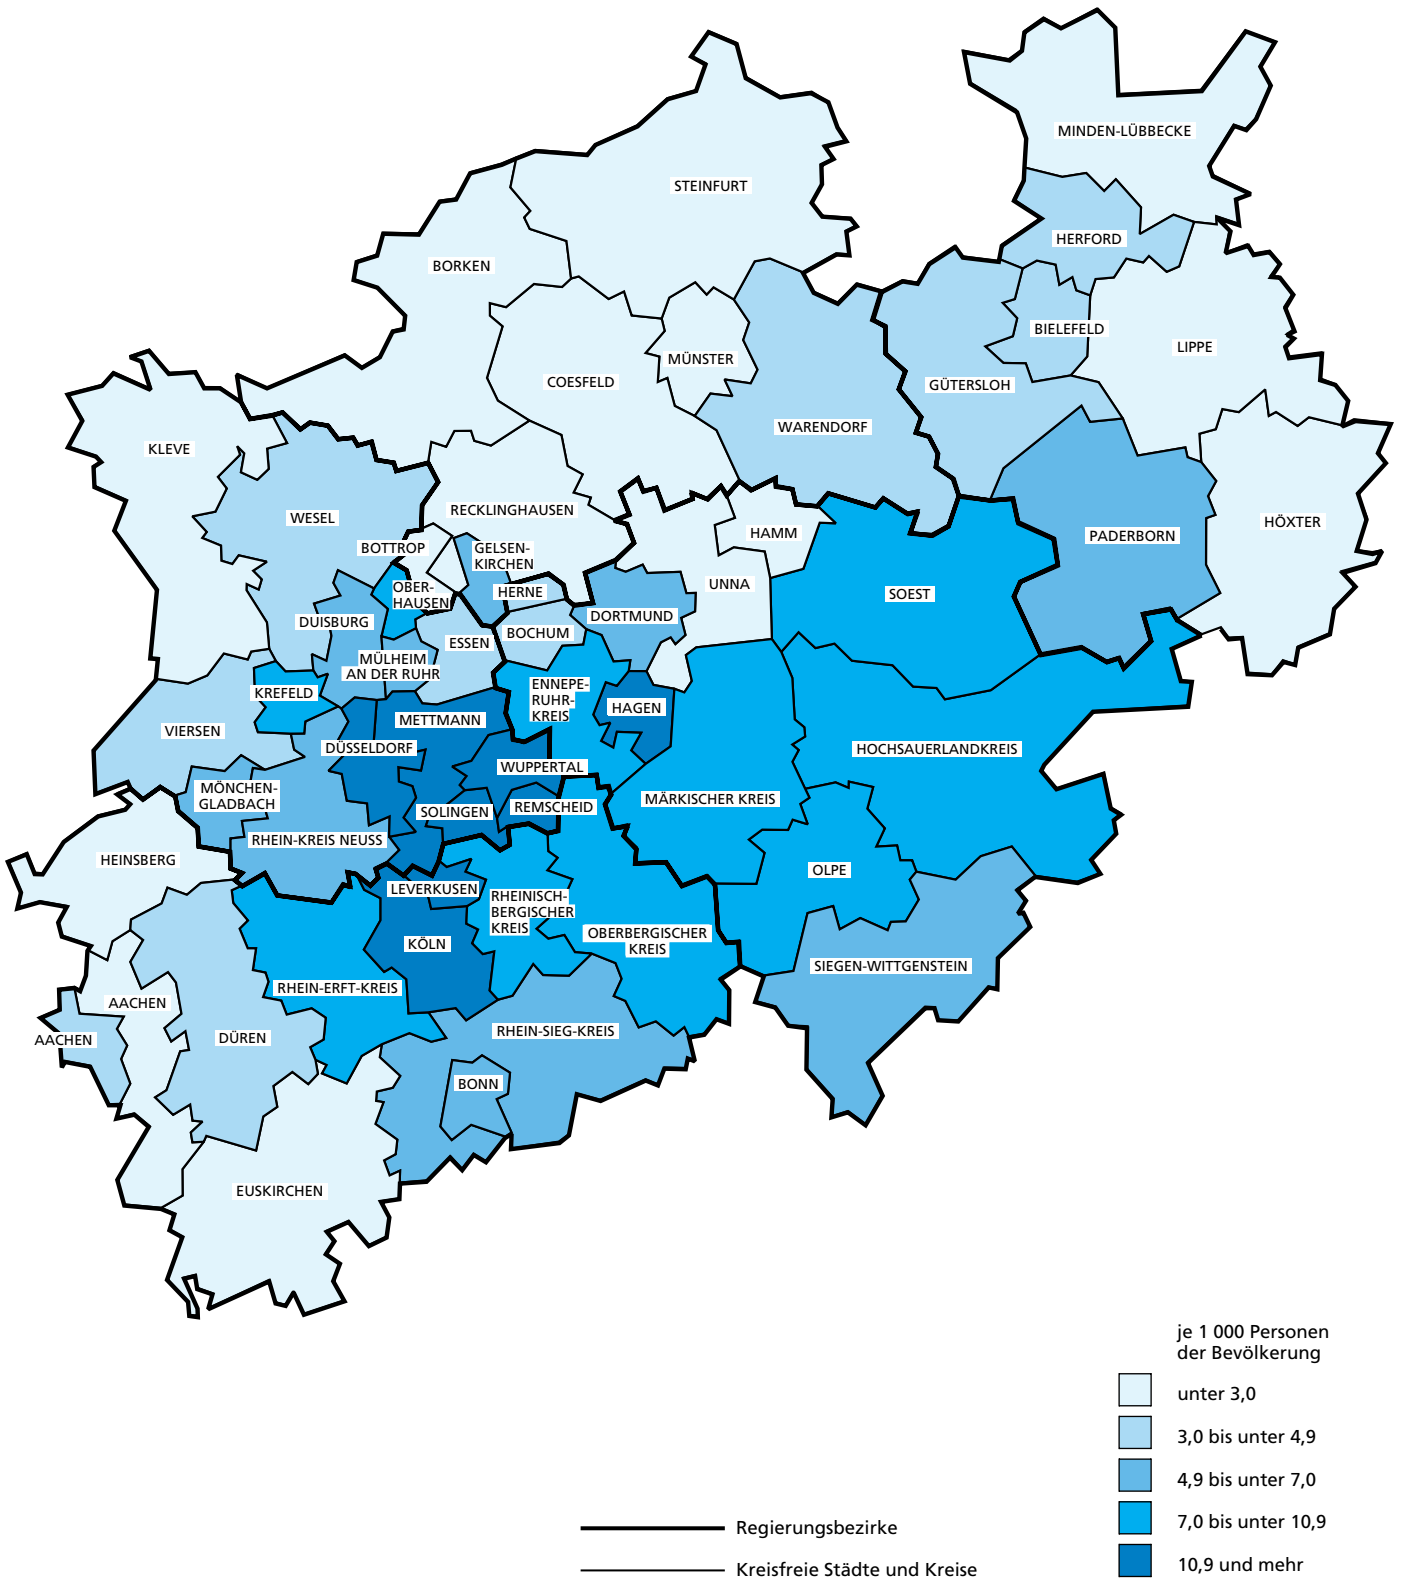 MINDEN-LÜBBECKE
STEINFURT
HERFORD
BORKEN
BIELEFELD
LIPPE
MÜNSTER
COESFELD
GÜTERSLOH
WARENDORF
KLEVE
RECKLINGHAUSEN
WESEL
HÖXTER
HAMM
PADERBORN
BOTTROP
GELSEN-
KIRCHEN
UNNA
OBER-
HAUSEN
HERNE
SOEST
DORTMUND
DUISBURG
BOCHUM
ESSEN
MÜLHEIM
AN DER RUHR
KREFELD
ENNEPE-
RUHR-
KREIS
HAGEN
METTMANN
VIERSEN
DÜSSELDORF
HOCHSAUERLANDKREIS
WUPPERTAL
MÖNCHEN-
GLADBACH
MÄRKISCHER KREIS
SOLINGEN
REMSCHEID
RHEIN-KREIS NEUSS
HEINSBERG
OLPE
LEVERKUSEN
RHEINISCH-
BERGISCHER
KREIS
OBERBERGISCHER
KREIS
KÖLN
SIEGEN-WITTGENSTEIN
RHEIN-ERFT-KREIS
AACHEN
RHEIN-SIEG-KREIS
AACHEN
DÜREN
BONN
EUSKIRCHEN
je 1 000 Personen
der Bevölkerung
unter 3,0
3,0 bis unter 4,9
4,9 bis unter 7,0
7,0 bis unter 10,9
10,9 und mehr
Regierungsbezirke
Kreisfreie Städte und Kreise